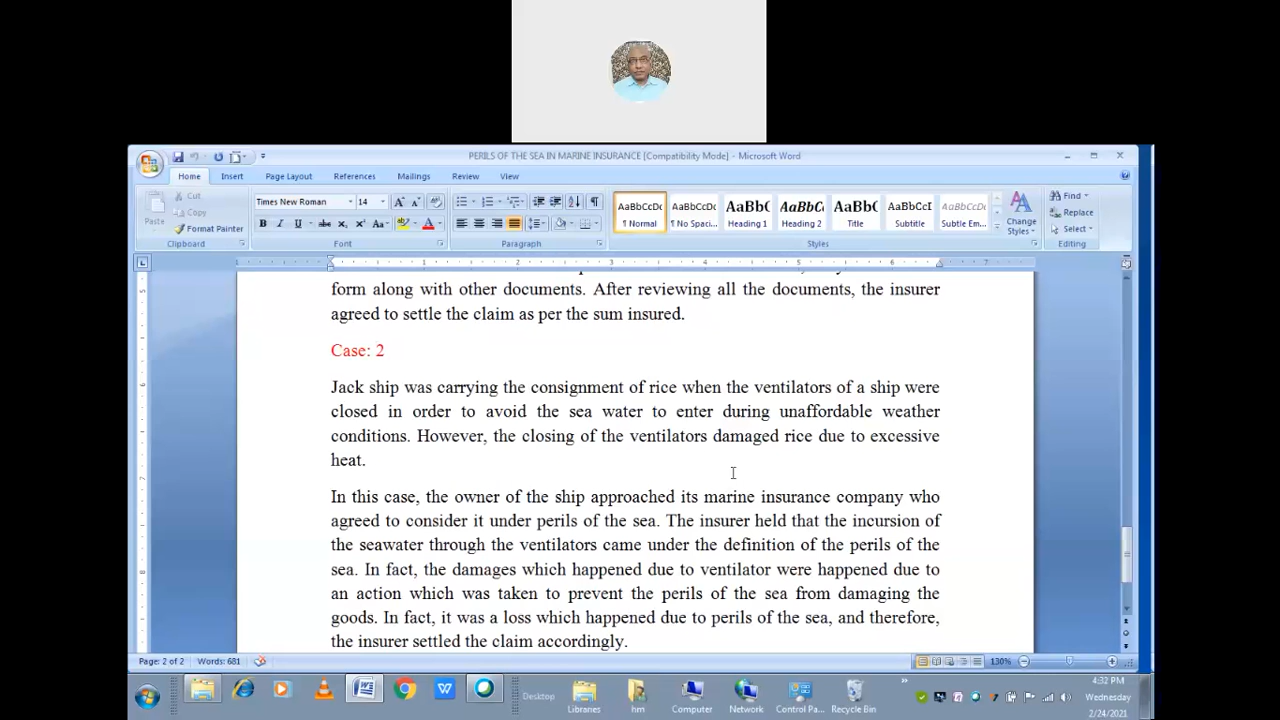 PERILS OF THE SEA IN MARINE INSURANCE [Compatibility Mode] - Microsoft Word
Home Insert Page Layout References Mailings Review View
Cut
Copy
Paste
Format Painter
Clipboard
Times New Roman 14
Font
Paragraph
AaBbCcDc AaBbCcDc AaBbC AaBbCc AaBbC AaBbCcI AaBbCcDc
¶ Normal ¶ No Spaci... Heading 1 Heading 2 Title Subtitle Subtle Em...
Styles
Change Styles
Find
Replace
Select
Editing
form along with other documents. After reviewing all the documents, the insurer
agreed to settle the claim as per the sum insured.
Case: 2
Jack ship was carrying the consignment of rice when the ventilators of a ship were
closed in order to avoid the sea water to enter during unaffordable weather
conditions. However, the closing of the ventilators damaged rice due to excessive
heat.
In this case, the owner of the ship approached its marine insurance company who
agreed to consider it under perils of the sea. The insurer held that the incursion of
the seawater through the ventilators came under the definition of the perils of the
sea. In fact, the damages which happened due to ventilator were happened due to
an action which was taken to prevent the perils of the sea from damaging the
goods. In fact, it was a loss which happened due to perils of the sea, and therefore,
the insurer settled the claim accordingly.
Page: 2 of 2 Words: 681
130%
Desktop
Libraries hm Computer Network Control Pa... Recycle Bin
4:32 PM
Wednesday
2/24/2021